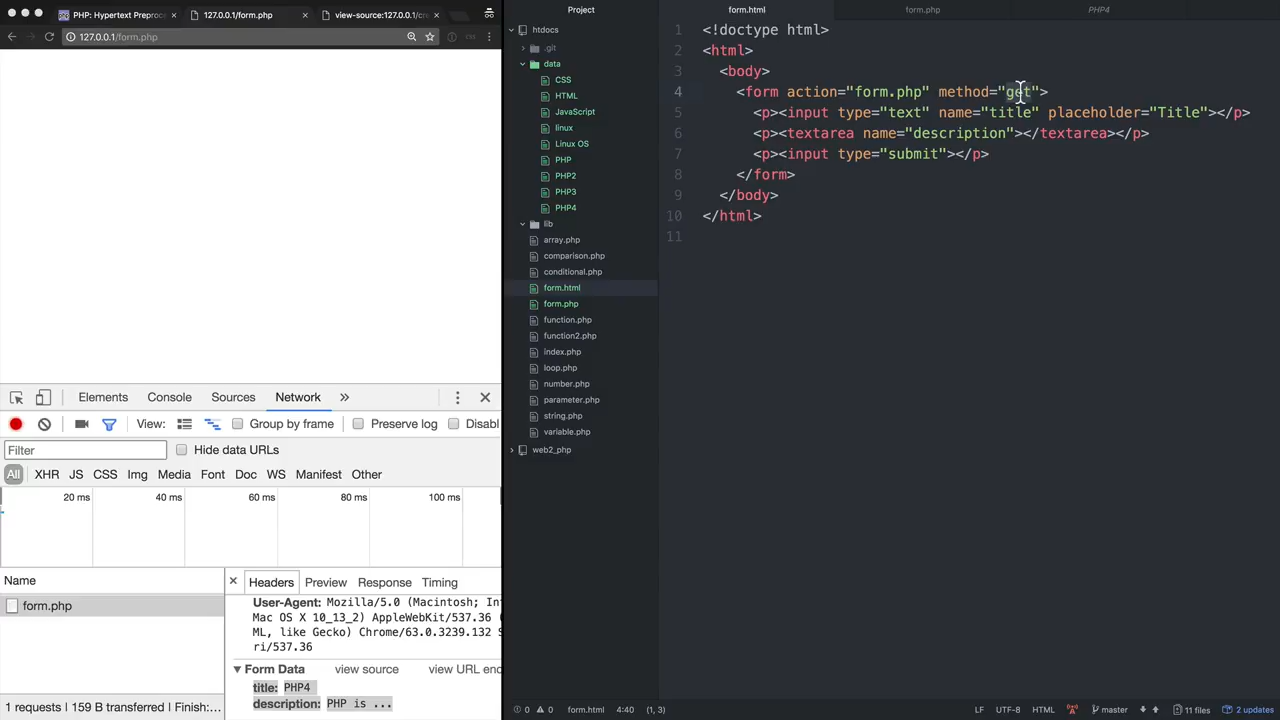 PHP: Hypertext Preproce
127.0.0.1/form.php
view-source:127.0.0.1/cre
127.0.0.1/form.php
css
Elements
Console
Sources
Network
View:
Group by frame
Preserve log
Disabl
Filter
Hide data URLs
All
XHR
JS
CSS
Img
Media
Font
Doc
WS
Manifest
Other
20 ms
40 ms
60 ms
80 ms
100 ms
Name
form.php
1 requests | 159 B transferred | Finish:...
Headers
Preview
Response
Timing
User-Agent: Mozilla/5.0 (Macintosh; In
Mac OS X 10_13_2) AppleWebKit/537.36
ML, like Gecko) Chrome/63.0.3239.132 S
ri/537.36
Form Data
view source
view URL enc
title: PHP4
description: PHP is ...
Project
htdocs
.git
data
CSS
HTML
JavaScript
linux
Linux OS
PHP
PHP2
PHP3
PHP4
lib
array.php
comparison.php
conditional.php
form.html
form.php
function.php
function2.php
index.php
loop.php
number.php
parameter.php
string.php
variable.php
web2_php
form.html
form.php
PHP4
1 <!doctype html>
2 <html>
3 <body>
4 <form action="form.php" method="get">
5 <p><input type="text" name="title" placeholder="Title"></p>
6 <p><textarea name="description"></textarea></p>
7 <p><input type="submit"></p>
8 </form>
9 </body>
10 </html>
11
0 0 form.html 4:40 (1, 3)
LF UTF-8 HTML master 11 files 2 updates